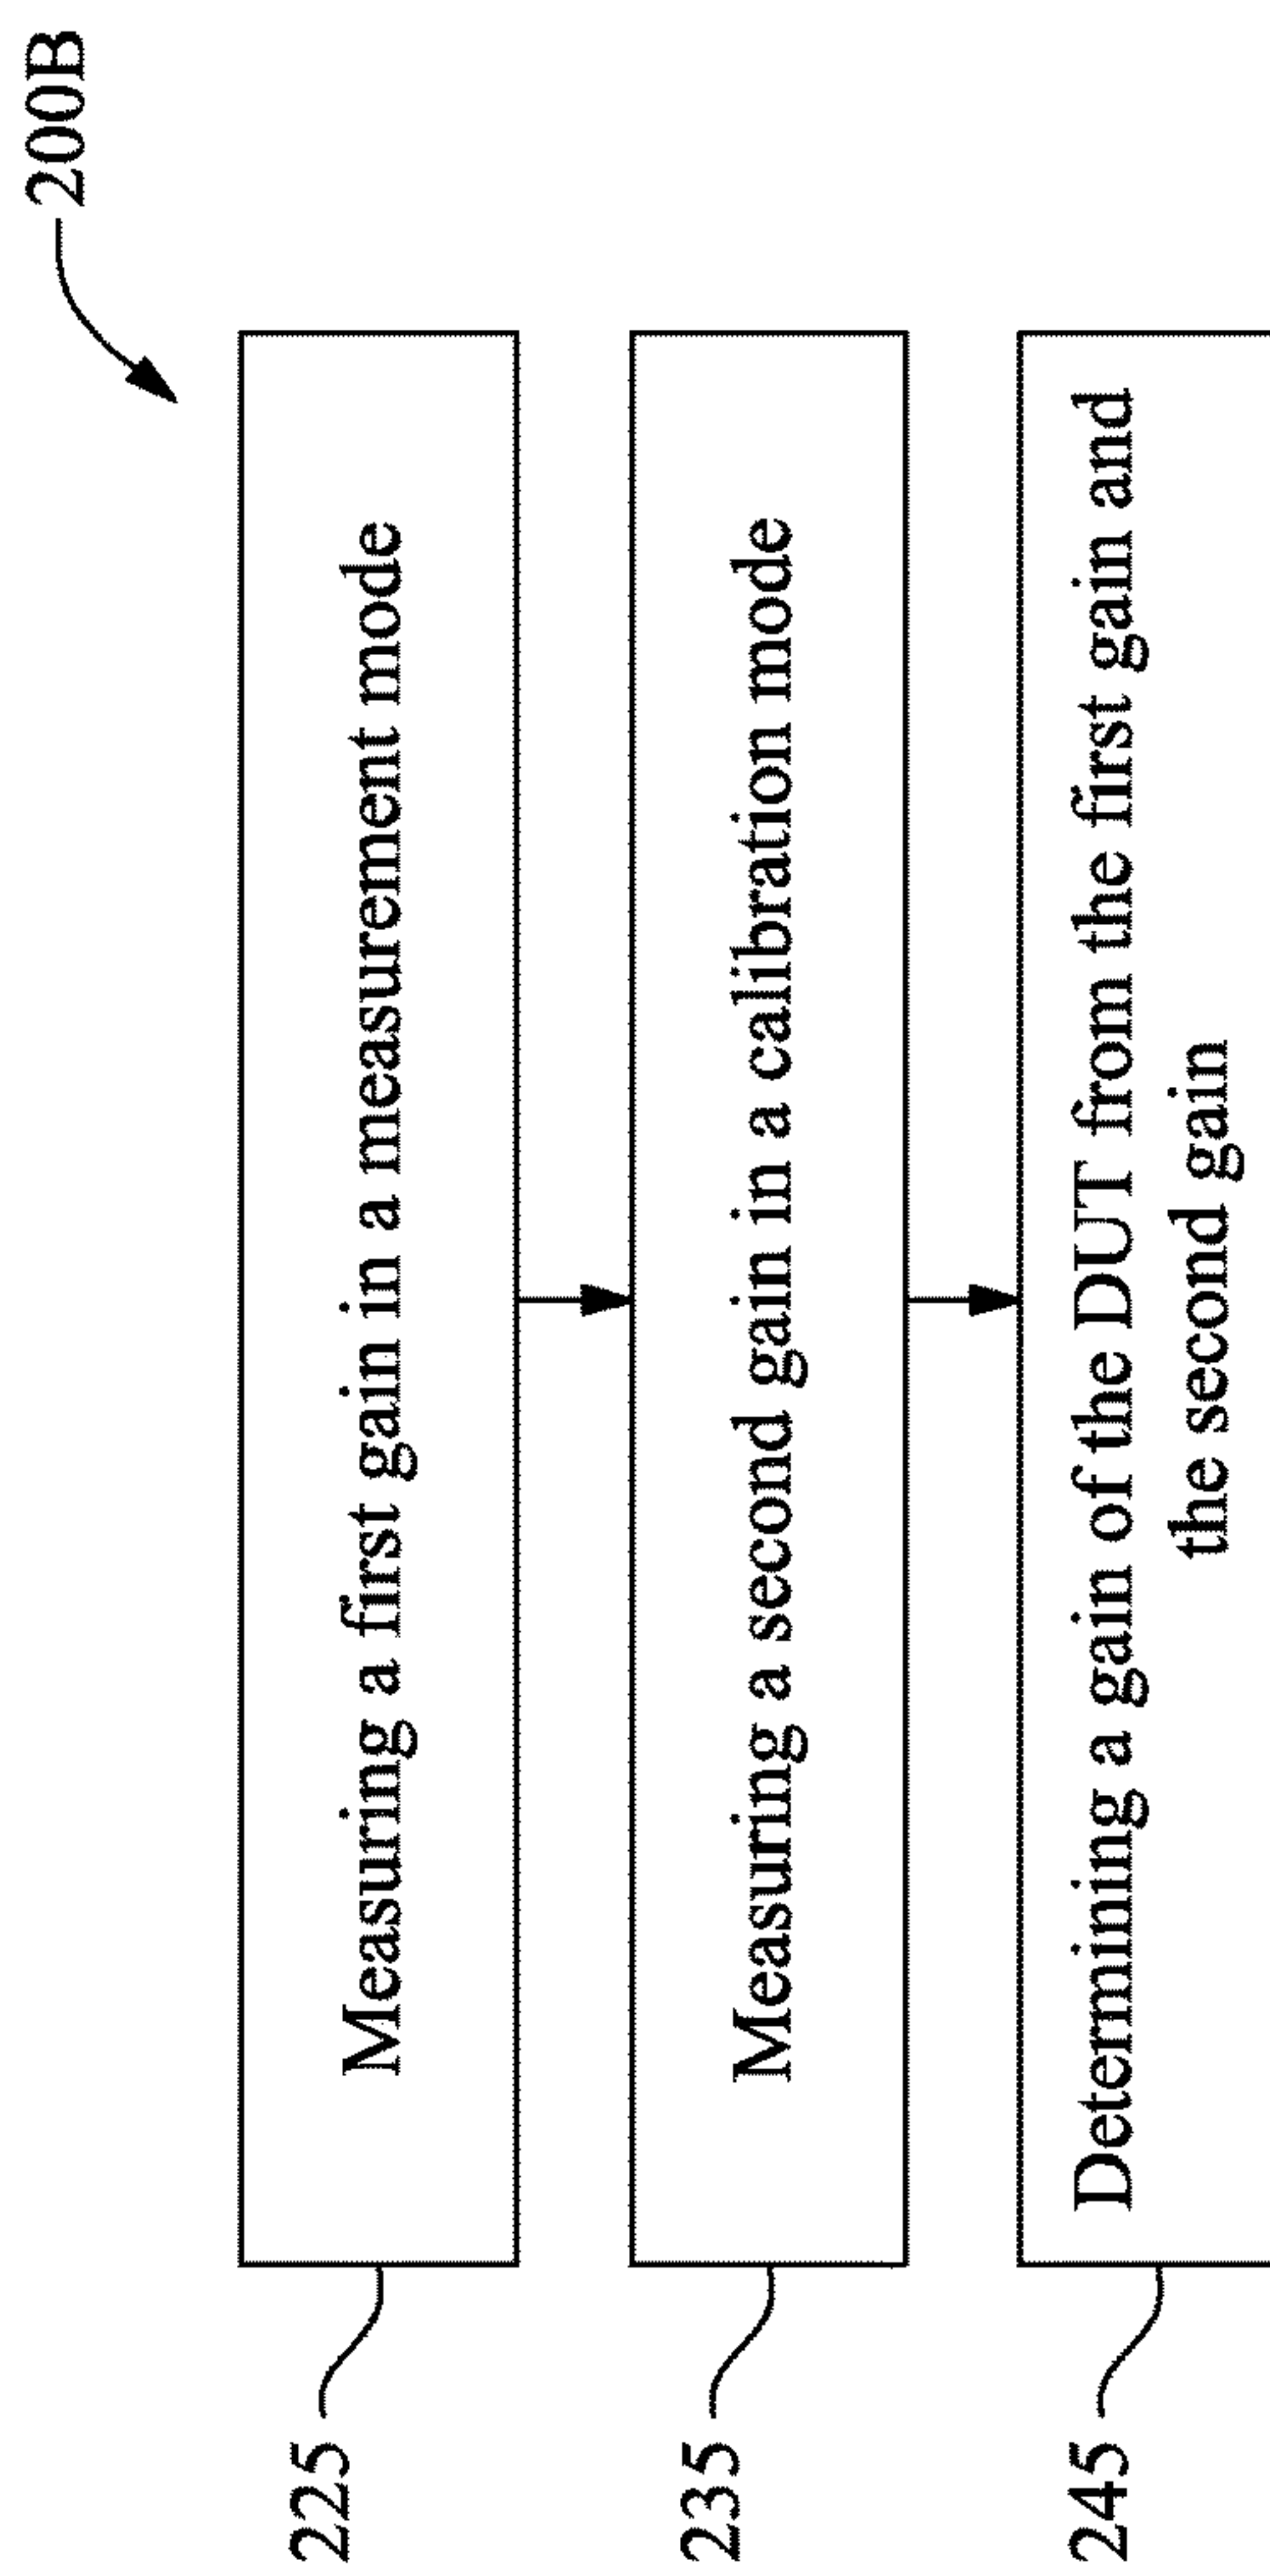 200B
225
Measuring a first gain in a measurement mode
235
Measuring a second gain in a calibration mode
245
Determining a gain of the DUT from the first gain and
the second gain